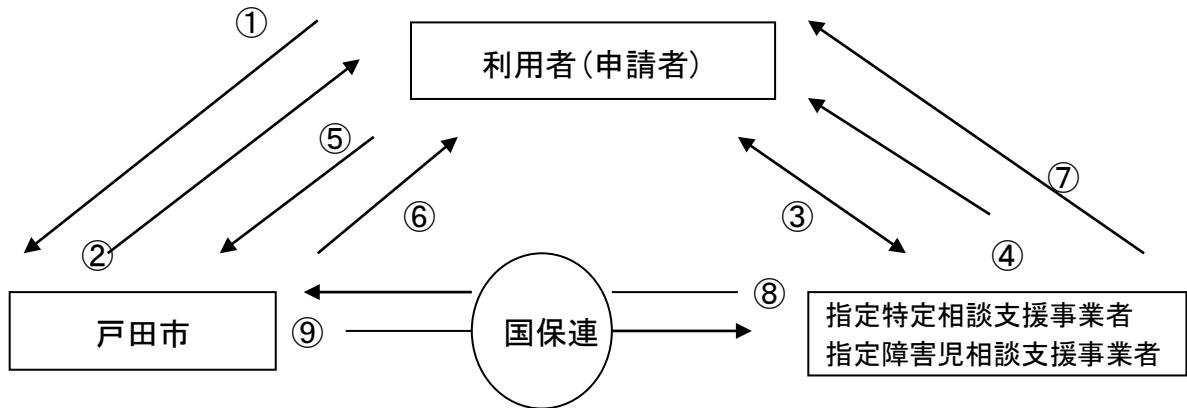 ①
利用者（申請者）
⑤
⑦
⑥
③
②
④
戸田市
⑨
国保連
⑧
指定特定相談支援事業者
指定障害児相談支援事業者